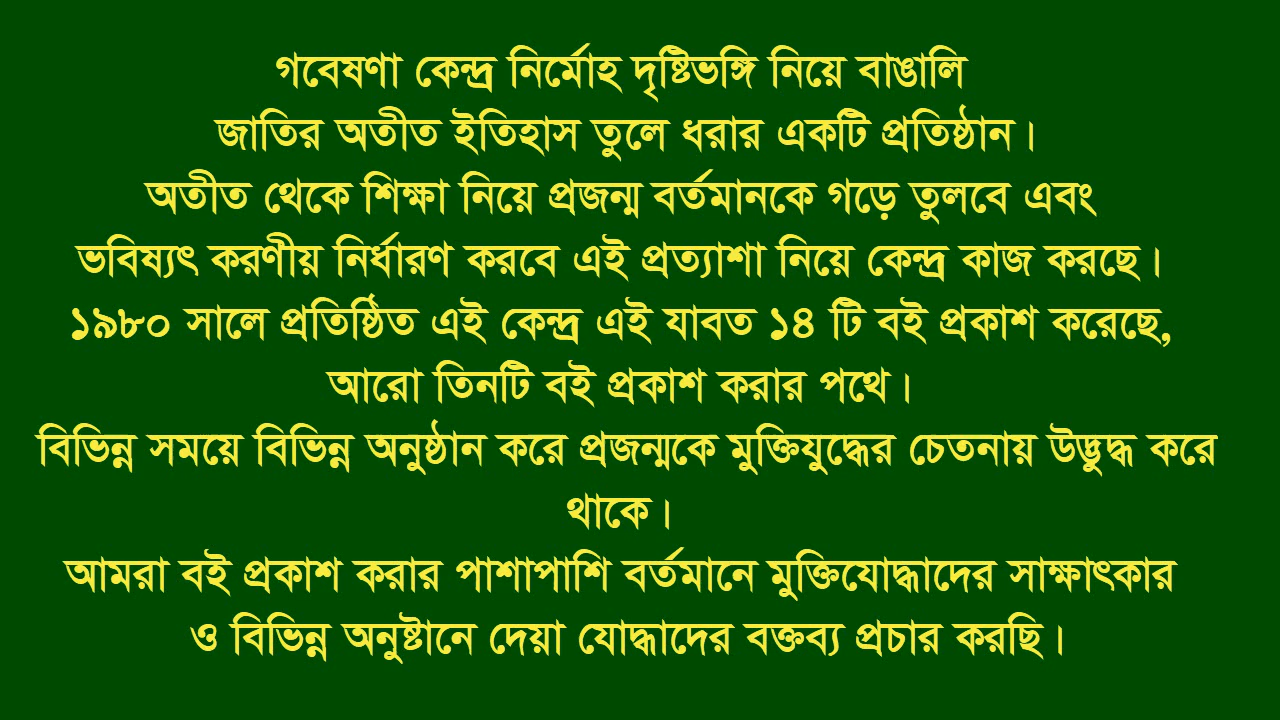 গবেষণা কেন্দ্র নির্মোহ দৃষ্টিভঙ্গি নিয়ে বাঙালি
জাতির অতীত ইতিহাস তুলে ধরার একটি প্রতিষ্ঠান।
অতীত থেকে শিক্ষা নিয়ে প্রজন্ম বর্তমানকে গড়ে তুলবে এবং
ভবিষ্যৎ করণীয় নির্ধারণ করবে এই প্রত্যাশা নিয়ে কেন্দ্র কাজ করছে।
১৯৮০ সালে প্রতিষ্ঠিত এই কেন্দ্র এই যাবত ১৪ টি বই প্রকাশ করেছে,
আরো তিনটি বই প্রকাশ করার পথে।
বিভিন্ন সময়ে বিভিন্ন অনুষ্ঠান করে প্রজন্মকে মুক্তিযুদ্ধের চেতনায় উদ্ভুদ্ধ করে
থাকে।
আমরা বই প্রকাশ করার পাশাপাশি বর্তমানে মুক্তিযোদ্ধাদের সাক্ষাৎকার
ও বিভিন্ন অনুষ্টানে দেয়া যোদ্ধাদের বক্তব্য প্রচার করছি।